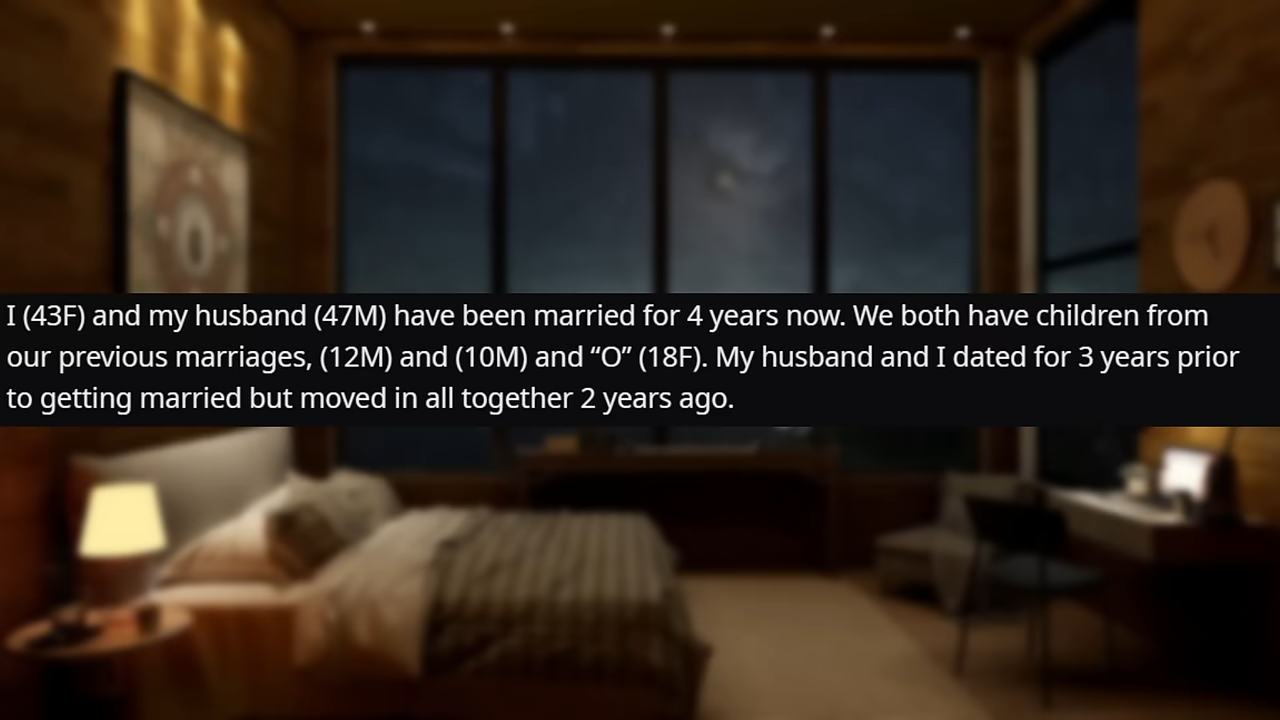 I (43F) and my husband (47M) have been married for 4 years now. We both have children from
our previous marriages, (12M) and (10M) and “O” (18F). My husband and I dated for 3 years prior
to getting married but moved in all together 2 years ago.